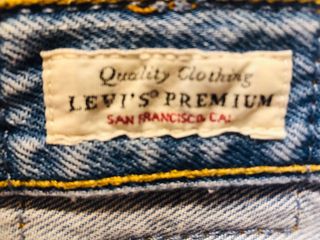 Quality Clothing
LEVI'S® PREMIUM
SAN FRANCISCO, CAL